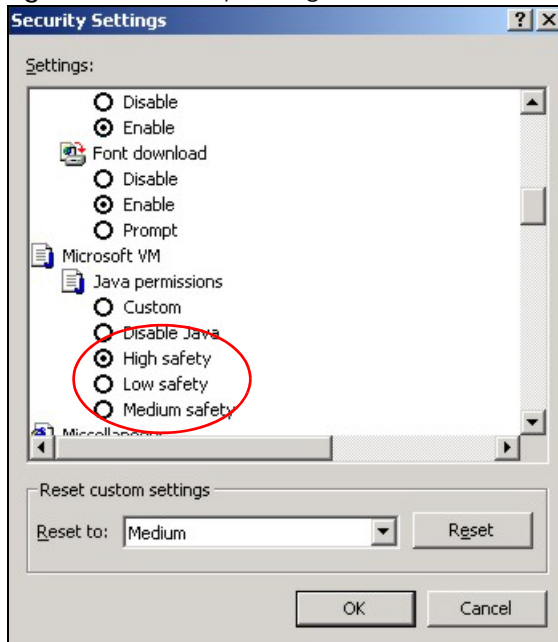 Security Settings
Settings:
Disable
Enable
Font download
Disable
Enable
Prompt
Microsoft VM
Java permissions
Custom
Disable Java
High safety
Low safety
Medium safety
Miscellaneous
Reset custom settings
Reset to: Medium Reset
OK Cancel